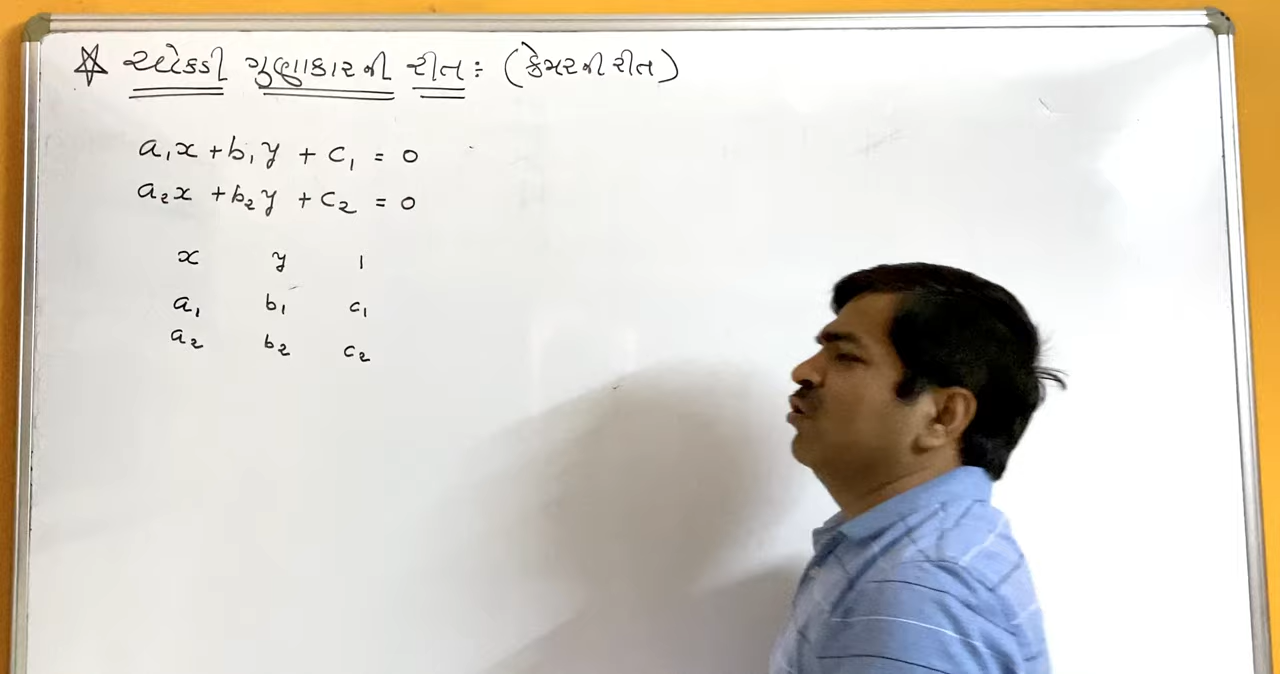 ☆ ચોકડી ગુણાકારની રીત : (ક્રેમરની રીત)
a₁x + b₁y + c₁ = 0
a₂x + b₂y + c₂ = 0
x y 1
a₁ b₁ c₁
a₂ b₂ c₂